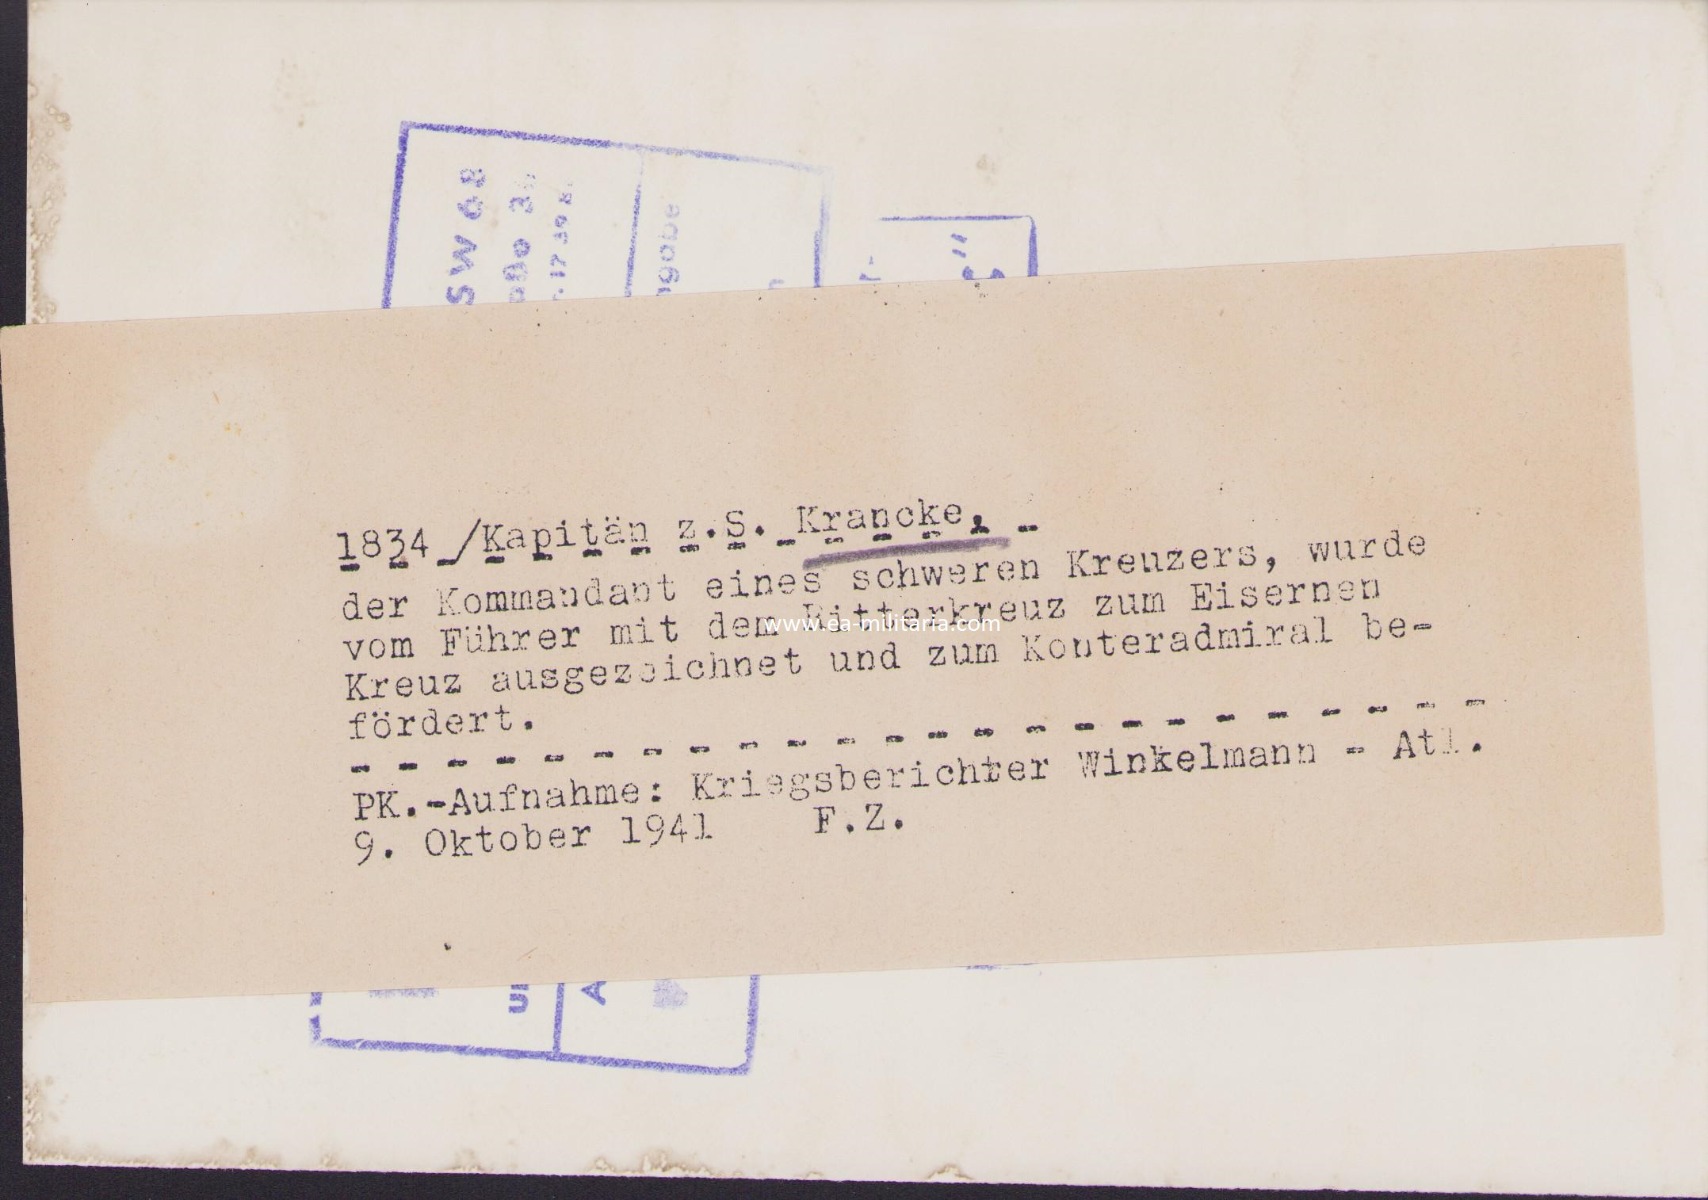 SW 68
1834 /Kapitän z.S. Krancke,
der Kommandant eines schweren Kreuzers, wurde
vom Führer mit dem Ritterkreuz zum Eisernen
www.ea-militaria.com
Kreuz ausgezeichnet und zum Konteradmiral be-
fördert.
PK.-Aufnahme: Kriegsberichter Winkelmann - Atl.
9. Oktober 1941 F.Z.